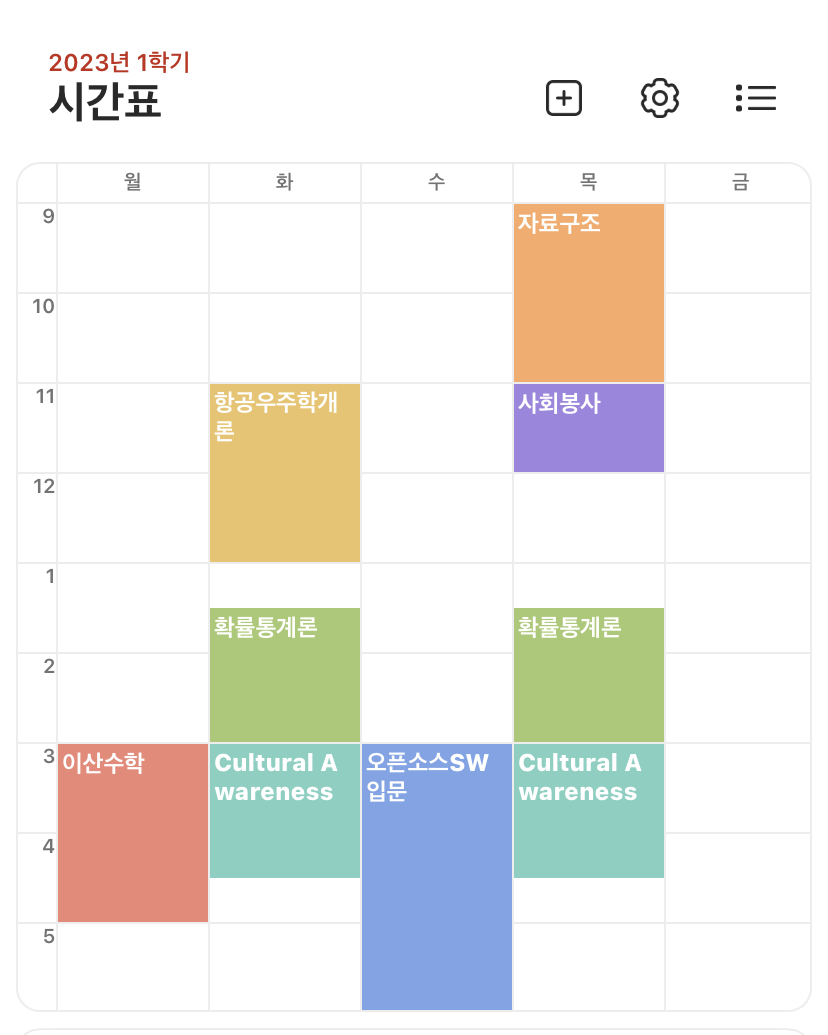 2023년 1학기
시간표
월 화 수 목 금
9
자료구조
10
11
항공우주학개
론
사회봉사
12
1
확률통계론
확률통계론
2
3
이산수학
Cultural A
wareness
오픈소스SW
입문
Cultural A
wareness
4
5